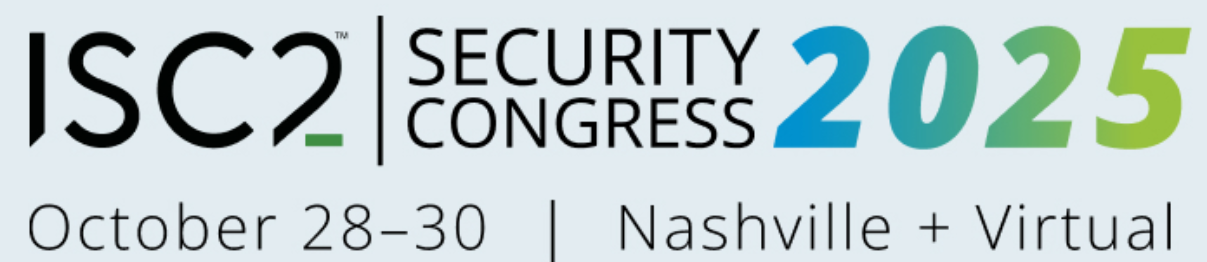 ISC2™ | SECURITY CONGRESS 2025
October 28–30 | Nashville + Virtual